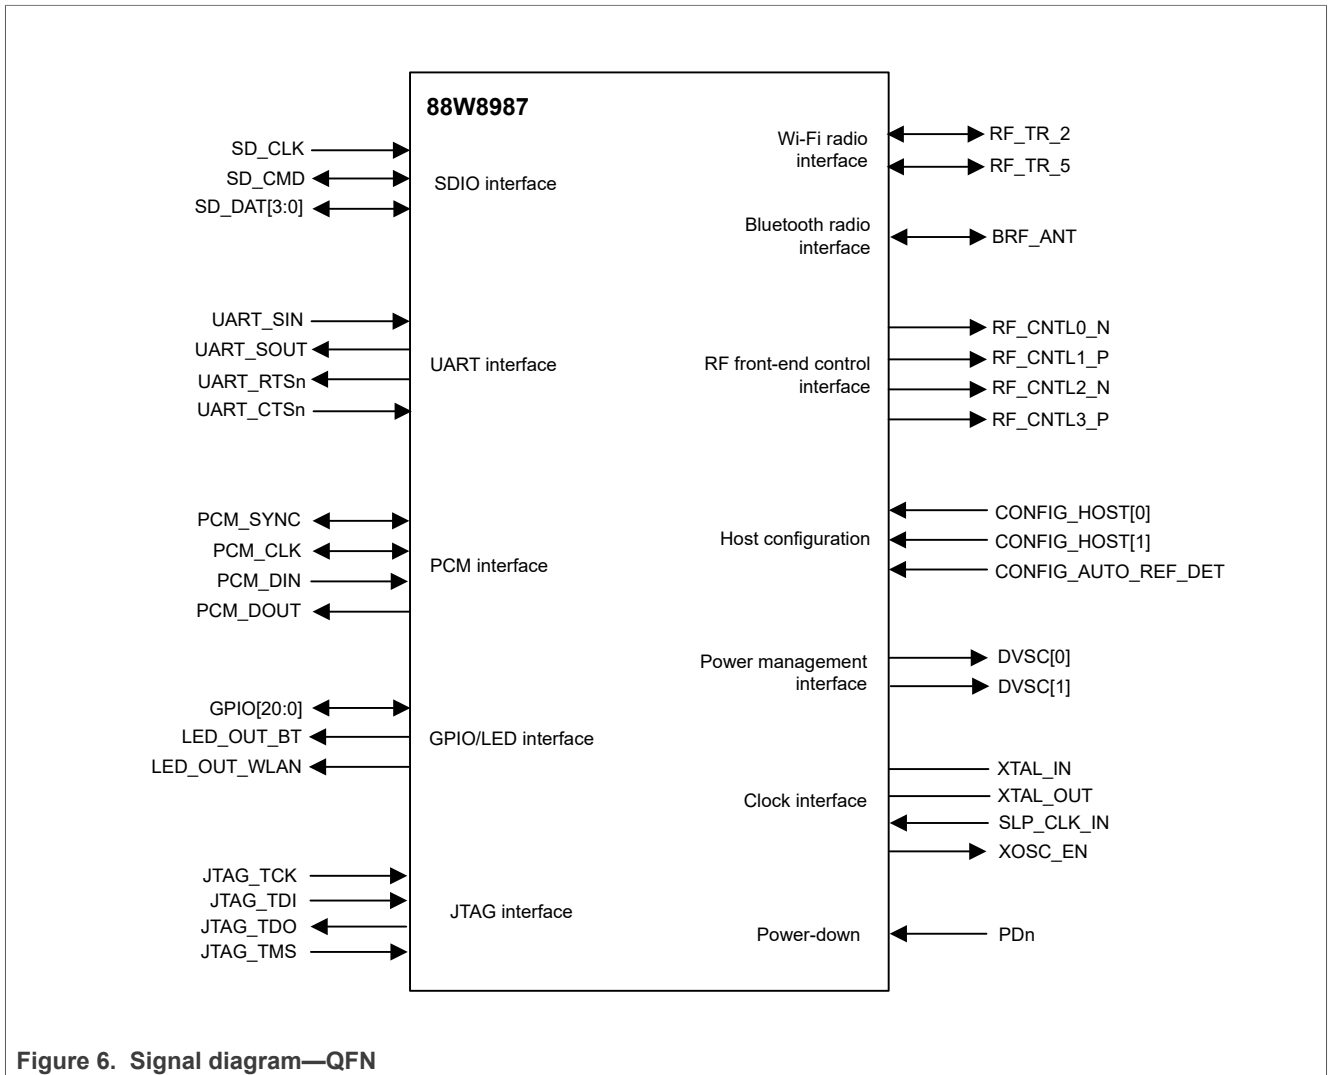 88W8987
SD_CLK
SD_CMD
SD_DAT[3:0]
SDIO interface
UART_SIN
UART_SOUT
UART_RTSn
UART_CTSn
UART interface
PCM_SYNC
PCM_CLK
PCM_DIN
PCM_DOUT
PCM interface
GPIO[20:0]
LED_OUT_BT
LED_OUT_WLAN
GPIO/LED interface
JTAG_TCK
JTAG_TDI
JTAG_TDO
JTAG_TMS
JTAG interface
Wi-Fi radio
interface
RF_TR_2
RF_TR_5
Bluetooth radio
interface
BRF_ANT
RF front-end control
interface
RF_CNTL0_N
RF_CNTL1_P
RF_CNTL2_N
RF_CNTL3_P
Host configuration
CONFIG_HOST[0]
CONFIG_HOST[1]
CONFIG_AUTO_REF_DET
Power management
interface
DVSC[0]
DVSC[1]
Clock interface
XTAL_IN
XTAL_OUT
SLP_CLK_IN
XOSC_EN
Power-down
PDn
Figure 6. Signal diagram—QFN